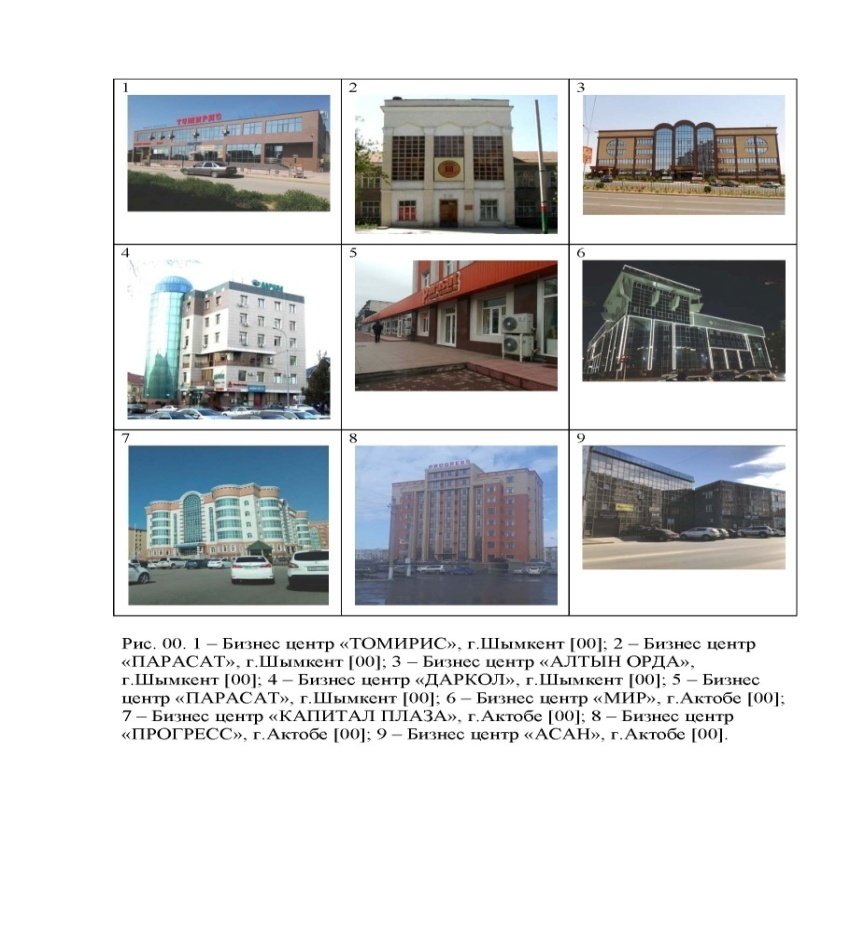 1
2
3
ТОМИРИС
4
5
6
7
8
9
PROGRESS
Рис. 00. 1 – Бизнес центр «ТОМИРИС», г.Шымкент [00]; 2 – Бизнес центр
«ПАРАСАТ», г.Шымкент [00]; 3 – Бизнес центр «АЛТЫН ОРДА»,
г.Шымкент [00]; 4 – Бизнес центр «ДАРКОЛ», г.Шымкент [00]; 5 – Бизнес
центр «ПАРАСАТ», г.Шымкент [00]; 6 – Бизнес центр «МИР», г.Актобе [00];
7 – Бизнес центр «КАПИТАЛ ПЛАЗА», г.Актобе [00]; 8 – Бизнес центр
«ПРОГРЕСС», г.Актобе [00]; 9 – Бизнес центр «АСАН», г.Актобе [00].